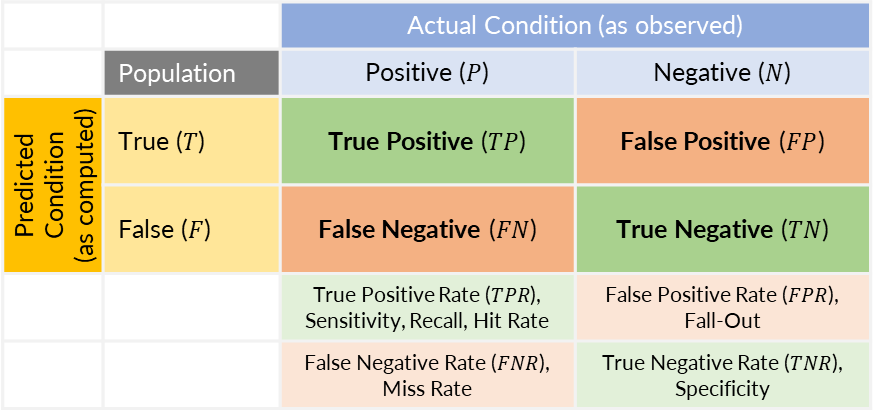 Actual Condition (as observed)
Population
Positive (P)
Negative (N)
Predicted
Condition
(as computed)
True (T)
True Positive (TP)
False Positive (FP)
False (F)
False Negative (FN)
True Negative (TN)
True Positive Rate (TPR),
Sensitivity, Recall, Hit Rate
False Positive Rate (FPR),
Fall-Out
False Negative Rate (FNR),
Miss Rate
True Negative Rate (TNR),
Specificity